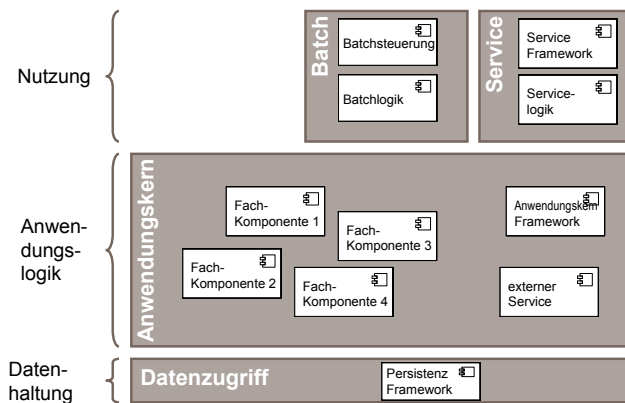 Nutzung
Batch
Batchsteuerung
Batchlogik
Service
Service
Framework
Service-
logik
Anwen-
dungs-
logik
Anwendungskern
Fach-
Komponente 1
Fach-
Komponente 2
Fach-
Komponente 3
Fach-
Komponente 4
Anwendungskern
Framework
externer
Service
Daten-
haltung
Datenzugriff
Persistenz
Framework